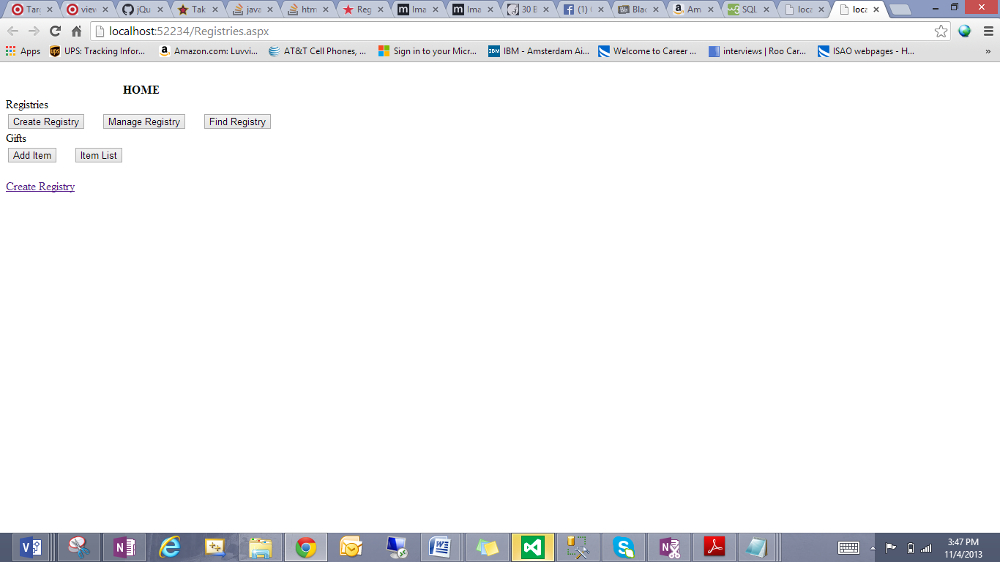 Targ view jQu Tak java htm Reg Ima Ima 30 B (1) Blac Am SQL loca loca
localhost:52234/Registries.aspx
Apps UPS: Tracking Infor... Amazon.com: Luvvi... AT&T Cell Phones, ... Sign in to your Micr... IBM - Amsterdam Ai... Welcome to Career ... interviews | Roo Car... ISAO webpages - H... »
HOME
Registries
Create Registry Manage Registry Find Registry
Gifts
Add Item Item List
Create Registry
3:47 PM
11/4/2013